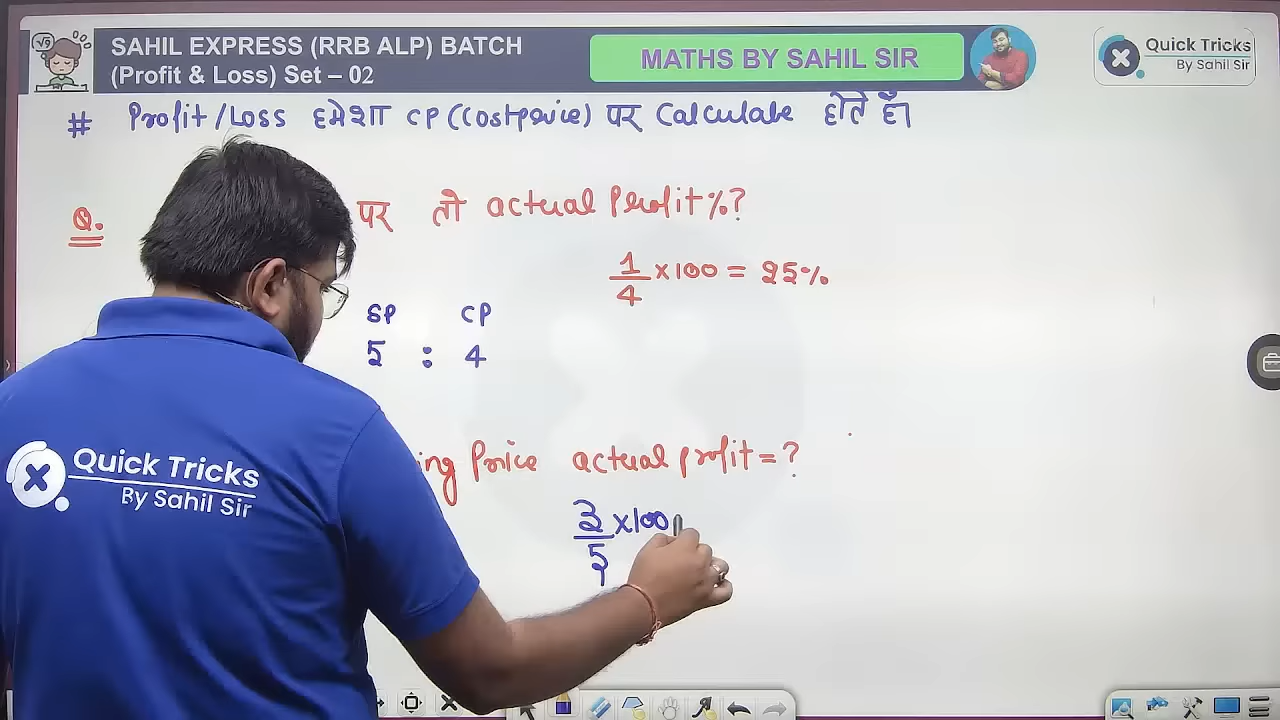 SAHIL EXPRESS (RRB ALP) BATCH
(Profit & Loss) Set – 02
MATHS BY SAHIL SIR
Quick Tricks
By Sahil Sir
# Profit/Loss हमेशा CP (Cost price) पर Calculate होते हैं।
Q. पर तो actual Profit%?
1/4 × 100 = 25%
SP CP
5 : 4
ing Price actual profit = ?
/5 × 100
Quick Tricks
By Sahil Sir